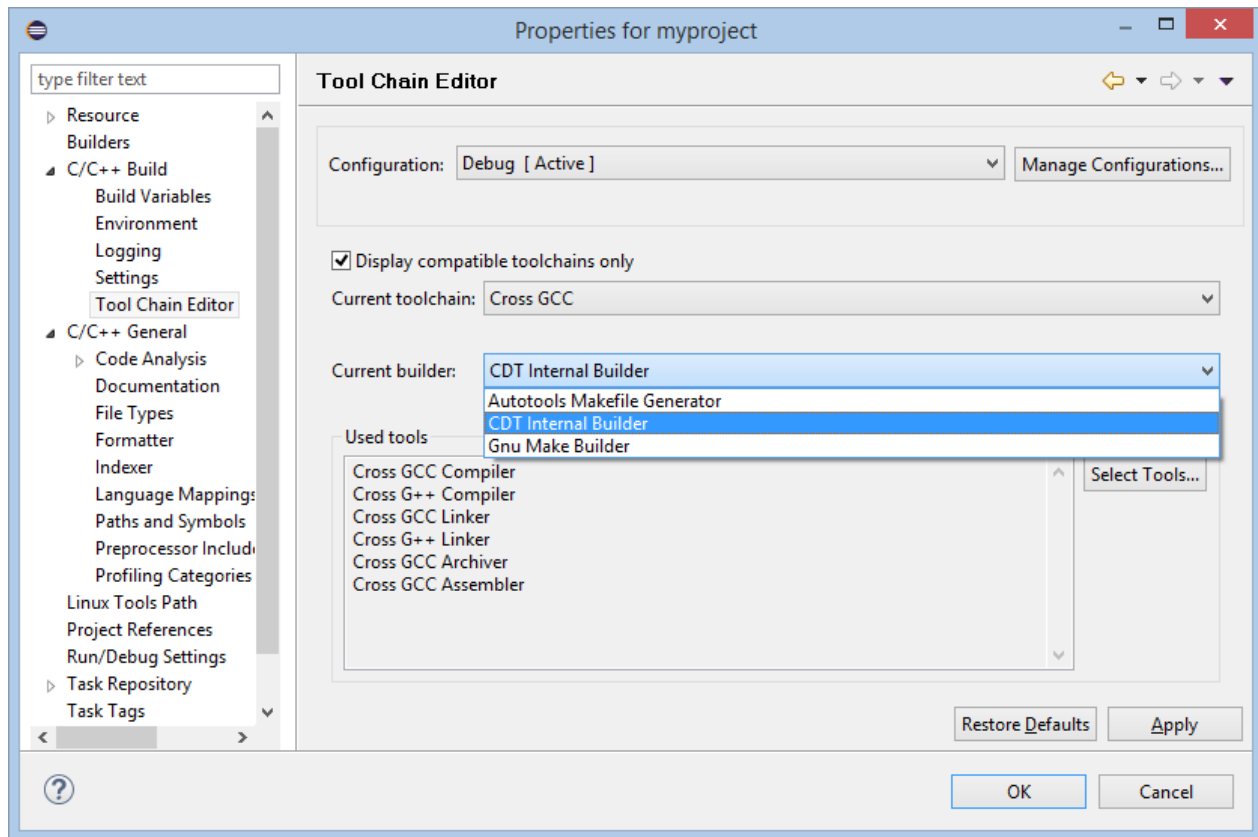 Properties for myproject
type filter text
Resource
Builders
C/C++ Build
Build Variables
Environment
Logging
Settings
Tool Chain Editor
C/C++ General
Code Analysis
Documentation
File Types
Formatter
Indexer
Language Mappings
Paths and Symbols
Preprocessor Includ
Profiling Categories
Linux Tools Path
Project References
Run/Debug Settings
Task Repository
Task Tags
Tool Chain Editor
Configuration: Debug [ Active ] Manage Configurations...
Display compatible toolchains only
Current toolchain: Cross GCC
Current builder: CDT Internal Builder
Autotools Makefile Generator
CDT Internal Builder
Gnu Make Builder
Used tools
Cross GCC Compiler
Cross G++ Compiler
Cross GCC Linker
Cross G++ Linker
Cross GCC Archiver
Cross GCC Assembler
Select Tools...
Restore Defaults Apply
? OK Cancel